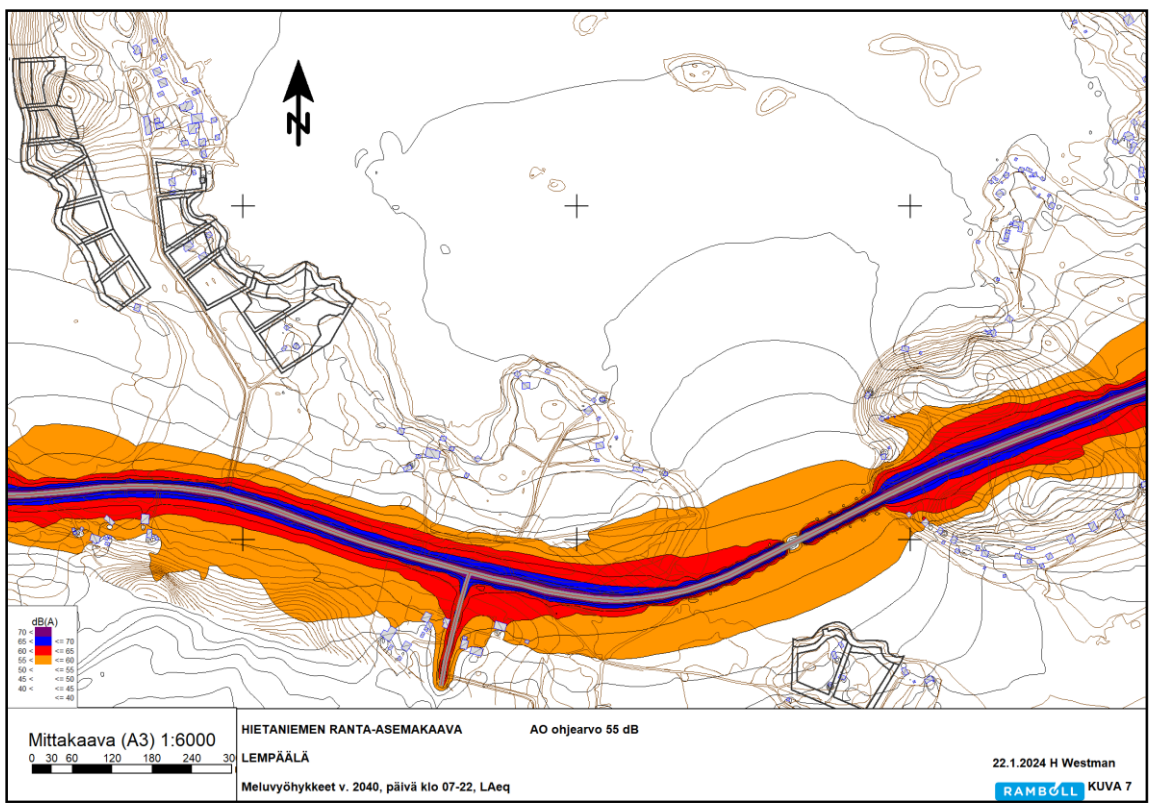 N
dB(A)
70 <
65 < <= 70
60 < <= 65
55 < <= 60
50 < <= 55
45 < <= 50
40 < <= 45
<= 40
Mittakaava (A3) 1:6000
0 30 60 120 180 240 30
HIETANIEMEN RANTA-ASEMAKAAVA AO ohjearvo 55 dB
LEMPÄÄLÄ
Meluvyöhykkeet v. 2040, päivä klo 07-22, LAeq
22.1.2024 H Westman
RAMBOLL KUVA 7